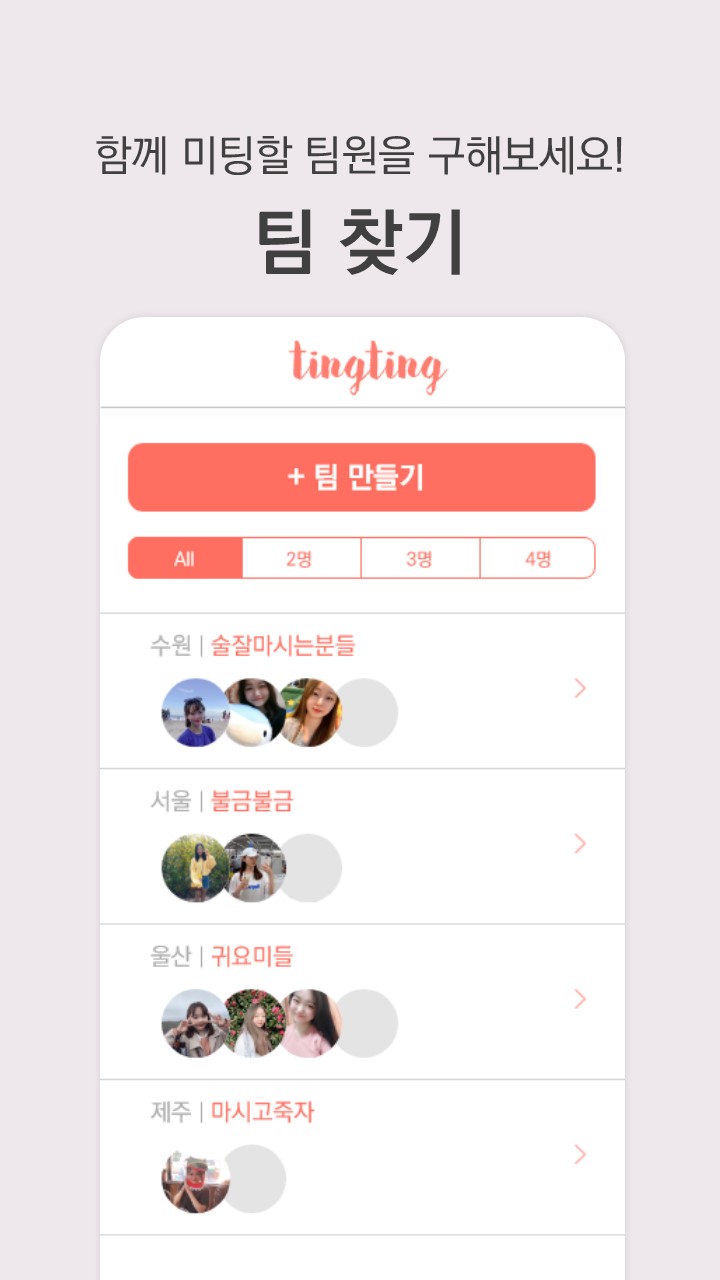 함께 미팅할 팀원을 구해보세요!
팀 찾기
tingting
+ 팀 만들기
All 2명 3명 4명
수원 | 술잘마시는분들
서울 | 불금불금
울산 | 귀요미들
제주 | 마시고죽자